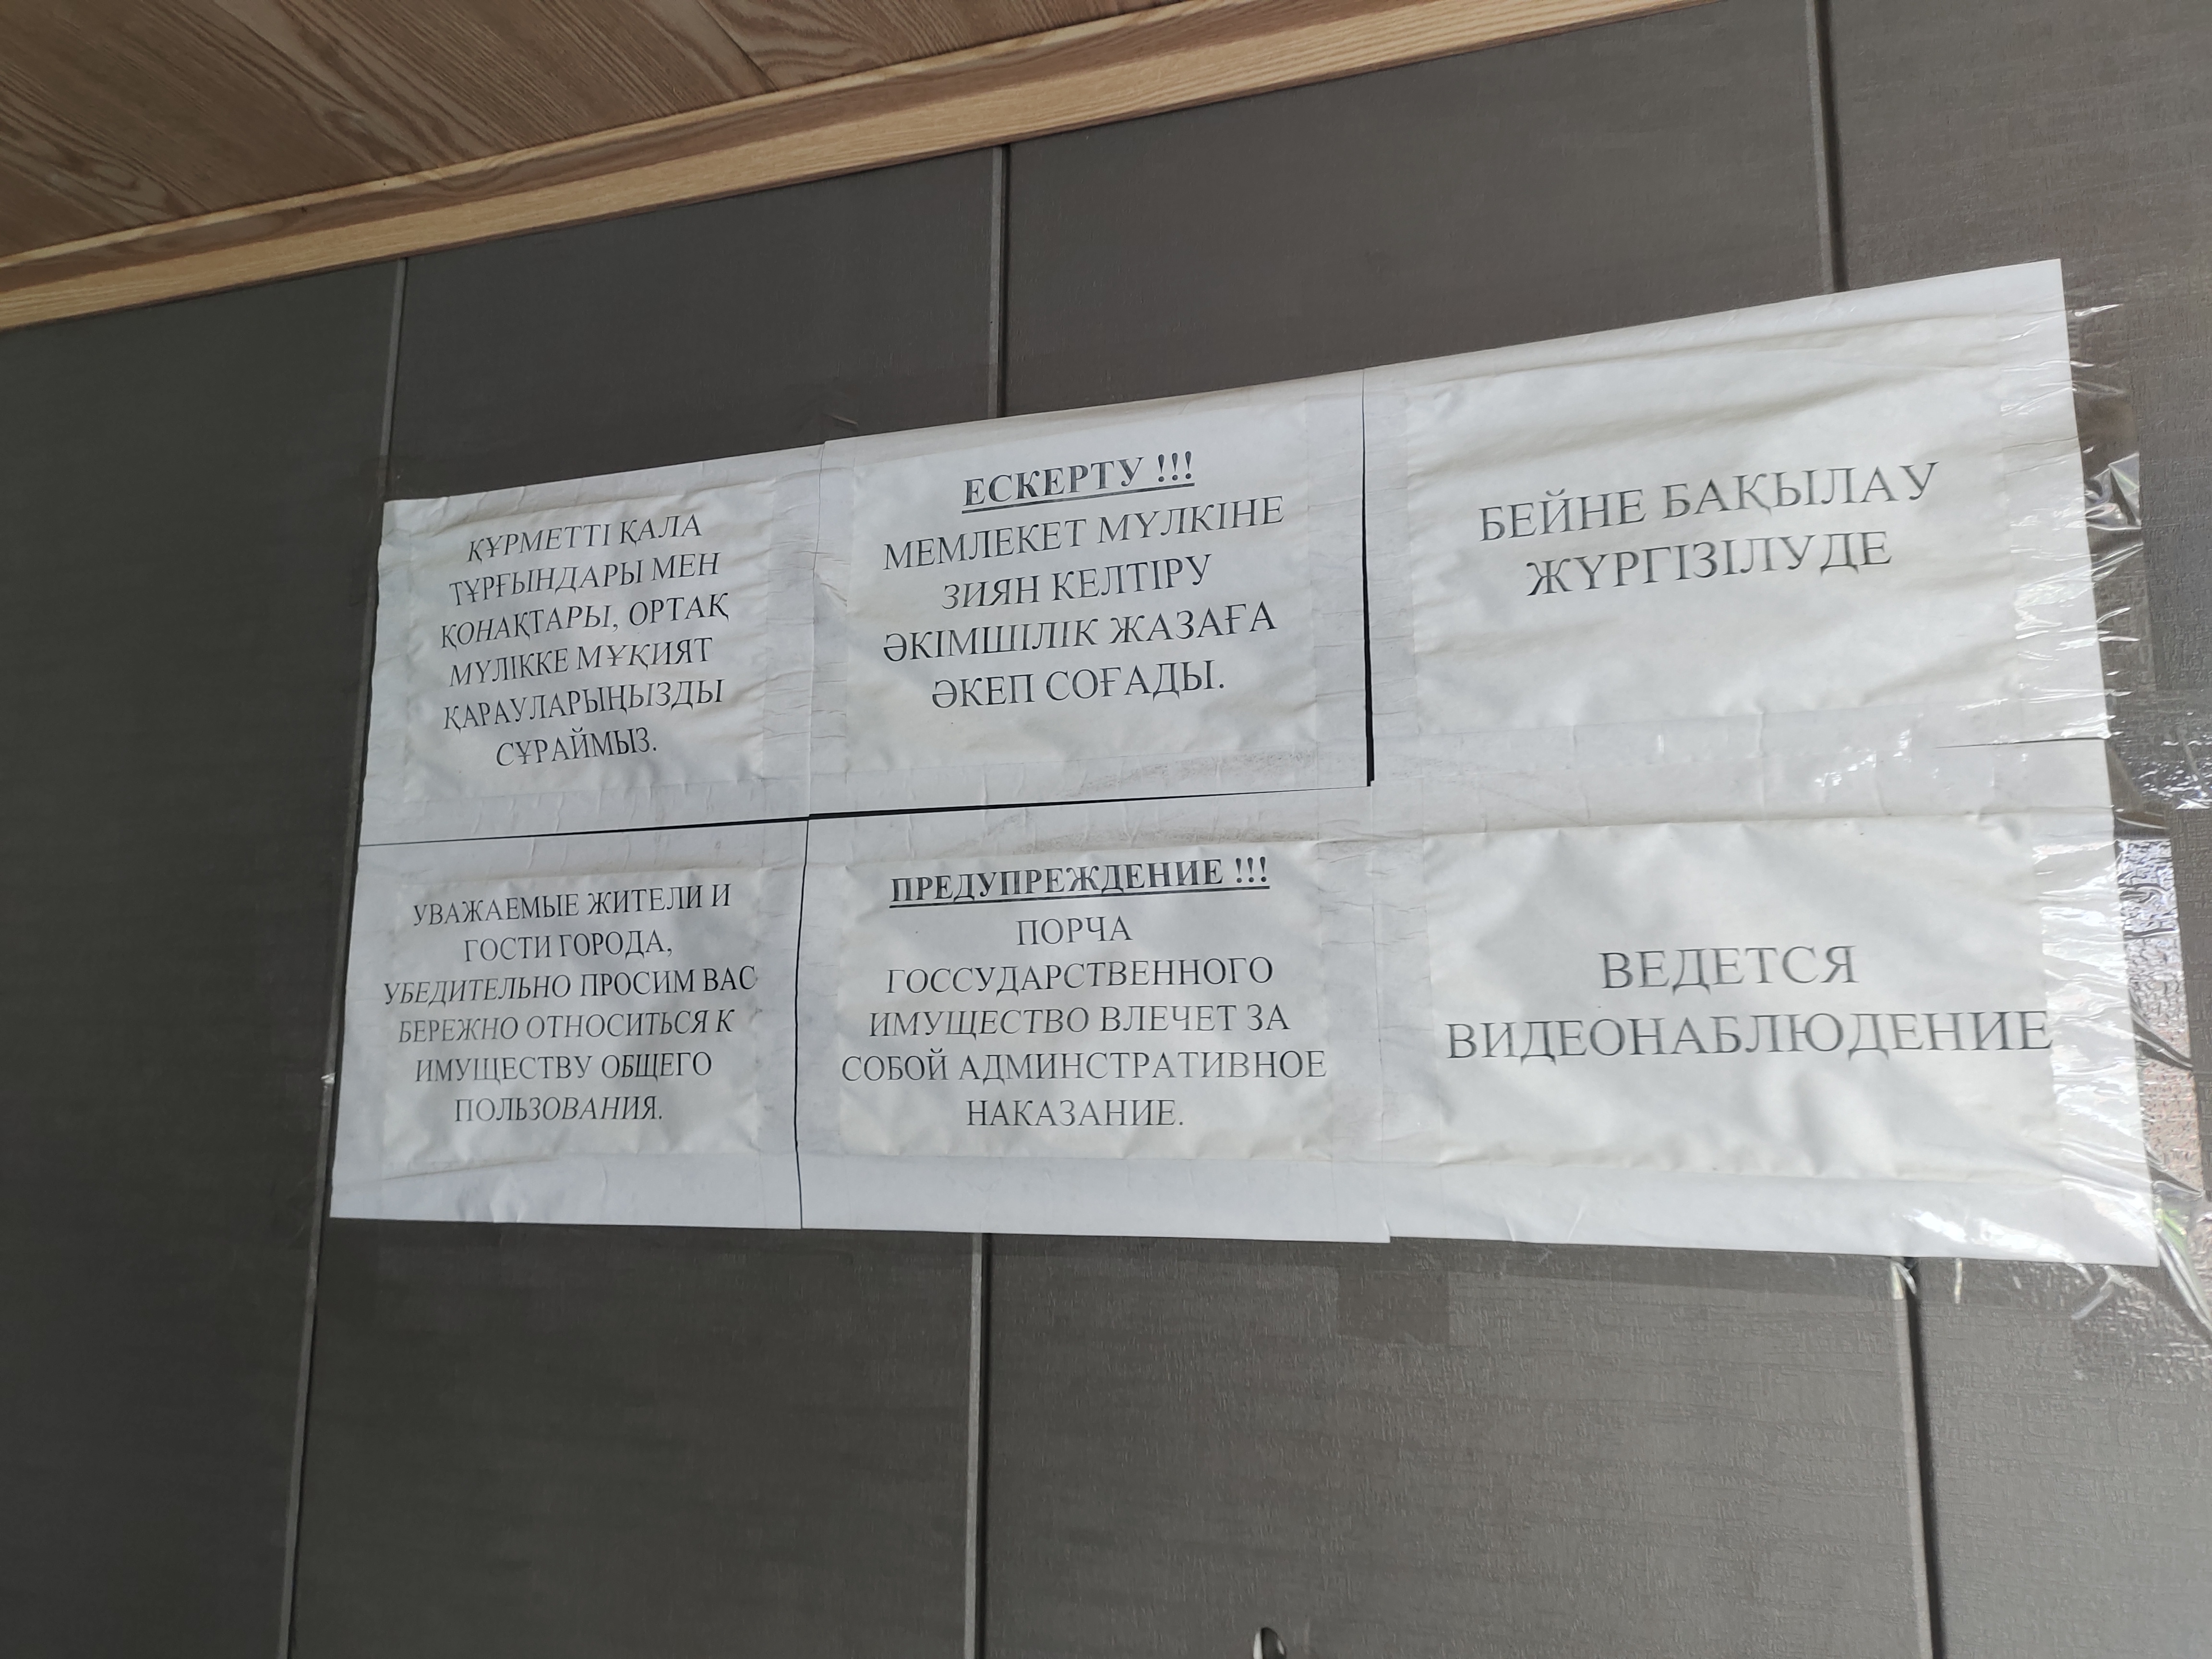 ҚҰРМЕТТІ ҚАЛА
ТҰРҒЫНДАРЫ МЕН
ҚОНАҚТАРЫ, ОРТАҚ
МҮЛІККЕ МҰҚИЯТ
ҚАРАУЛАРЫҢЫЗДЫ
СҰРАЙМЫЗ.
ЕСКЕРТУ !!!
МЕМЛЕКЕТ МҮЛКІНЕ
ЗИЯН КЕЛТІРУ
ӘКІМШІЛІК ЖАЗАҒА
ӘКЕП СОҒАДЫ.
БЕЙНЕ БАҚЫЛАУ
ЖҮРГІЗІЛУДЕ
УВАЖАЕМЫЕ ЖИТЕЛИ И
ГОСТИ ГОРОДА,
УБЕДИТЕЛЬНО ПРОСИМ ВАС
БЕРЕЖНО ОТНОСИТЬСЯ К
ИМУЩЕСТВУ ОБЩЕГО
ПОЛЬЗОВАНИЯ.
ПРЕДУПРЕЖДЕНИЕ !!!
ПОРЧА
ГОССУДАРСТВЕННОГО
ИМУЩЕСТВО ВЛЕЧЕТ ЗА
СОБОЙ АДМИНСТРАТИВНОЕ
НАКАЗАНИЕ.
ВЕДЕТСЯ
ВИДЕОНАБЛЮДЕНИЕ